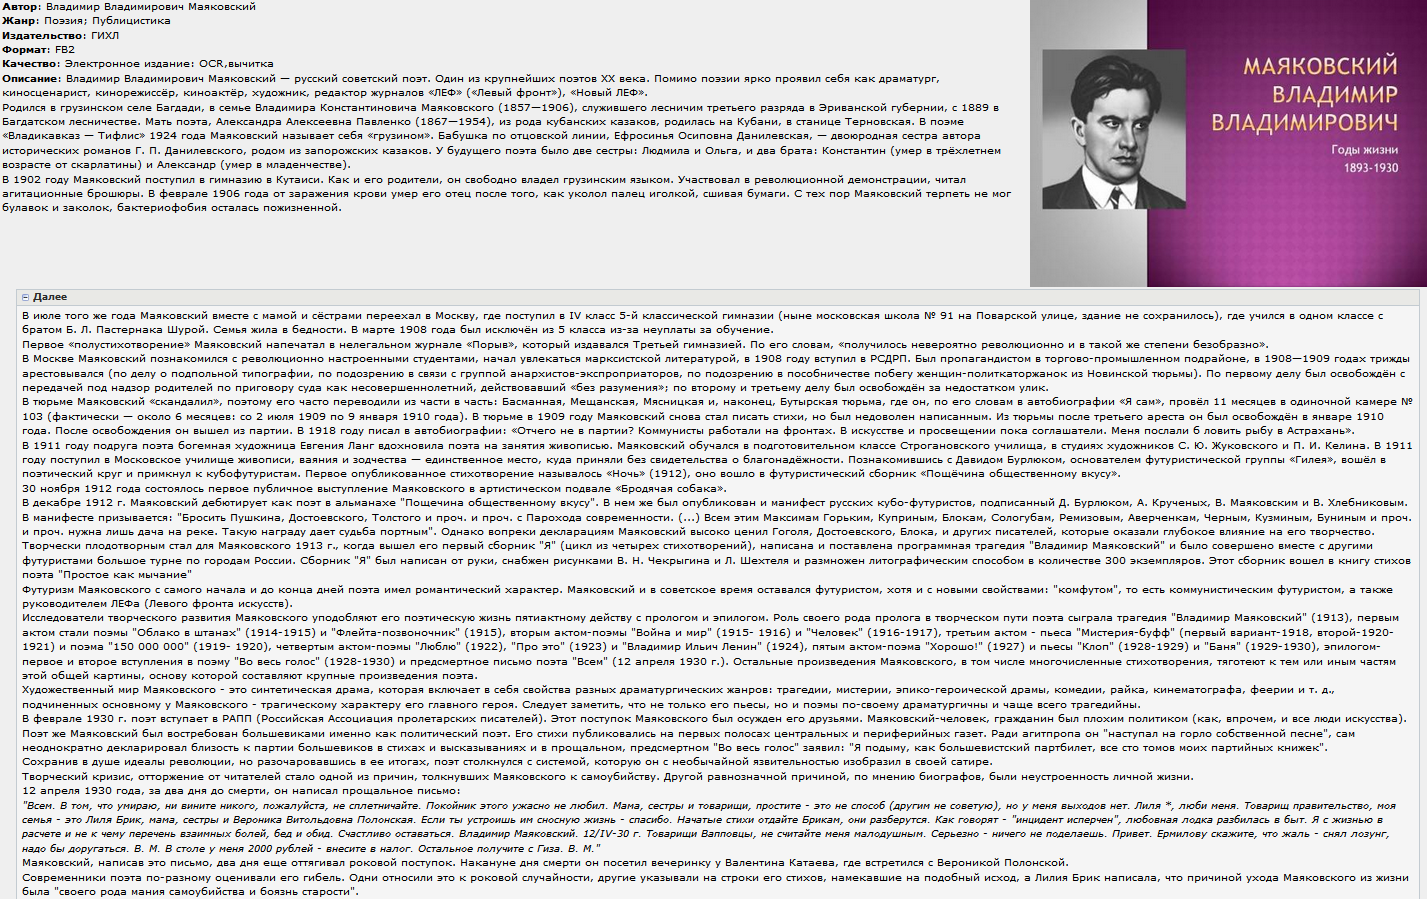 Автор: Владимир Владимирович Маяковский
Жанр: Поэзия; Публицистика
Издательство: ГИХЛ
Формат: FB2
Качество: Электронное издание: OCR,вычитка
Описание: Владимир Владимирович Маяковский — русский советский поэт. Один из крупнейших поэтов XX века. Помимо поэзии ярко проявил себя как драматург,
киносценарист, кинорежиссёр, киноактёр, художник, редактор журналов «ЛЕФ» («Левый фронт»), «Новый ЛЕФ».
Родился в грузинском селе Багдади, в семье Владимира Константиновича Маяковского (1857—1906), служившего лесничим третьего разряда в Эриванской губернии, с 1889 в
Багдатском лесничестве. Мать поэта, Александра Алексеевна Павленко (1867—1954), из рода кубанских казаков, родилась на Кубани, в станице Терновская. В поэме
«Владикавказ — Тифлис» 1924 года Маяковский называет себя «грузином». Бабушка по отцовской линии, Ефросинья Осиповна Данилевская, — двоюродная сестра автора
исторических романов Г. П. Данилевского, родом из запорожских казаков. У будущего поэта было две сестры: Людмила и Ольга, и два брата: Константин (умер в трёхлетнем
возрасте от скарлатины) и Александр (умер в младенчестве).
В 1902 году Маяковский поступил в гимназию в Кутаиси. Как и его родители, он свободно владел грузинским языком. Участвовал в революционной демонстрации, читал
агитационные брошюры. В феврале 1906 года от заражения крови умер его отец после того, как уколол палец иголкой, сшивая бумаги. С тех пор Маяковский терпеть не мог
булавок и заколок, бактериофобия осталась пожизненной.
МАЯКОВСКИЙ
ВЛАДИМИР
ВЛАДИМИРОВИЧ
Годы жизни
1893-1930
Далее
В июле того же года Маяковский вместе с мамой и сёстрами переехал в Москву, где поступил в IV класс 5-й классической гимназии (ныне московская школа № 91 на Поварской улице, здание не сохранилось), где учился в одном классе с
братом Б. Л. Пастернака Шурой. Семья жила в бедности. В марте 1908 года был исключён из 5 класса из-за неуплаты за обучение.
Первое «полустихотворение» Маяковский напечатал в нелегальном журнале «Порыв», который издавался Третьей гимназией. По его словам, «получилось невероятно революционно и в такой же степени безобразно».
В Москве Маяковский познакомился с революционно настроенными студентами, начал увлекаться марксистской литературой, в 1908 году вступил в РСДРП. Был пропагандистом в торгово-промышленном подрайоне, в 1908—1909 годах трижды
арестовывался (по делу о подпольной типографии, по подозрению в связи с группой анархистов-экспроприаторов, по подозрению в пособничестве побегу женщин-политкаторжанок из Новинской тюрьмы). По первому делу был освобождён с
передачей под надзор родителей по приговору суда как несовершеннолетний, действовавший «без разумения»; по второму и третьему делу был освобождён за недостатком улик.
В тюрьме Маяковский «скандалил», поэтому его часто переводили из части в часть: Басманная, Мещанская, Мясницкая и, наконец, Бутырская тюрьма, где он, по его словам в автобиографии «Я сам», провёл 11 месяцев в одиночной камере №
103 (фактически — около 6 месяцев: со 2 июля 1909 по 9 января 1910 года). В тюрьме в 1909 году Маяковский снова стал писать стихи, но был недоволен написанным. Из тюрьмы после третьего ареста он был освобождён в январе 1910
года. После освобождения он вышел из партии. В 1918 году писал в автобиографии: «Отчего не в партии? Коммунисты работали на фронтах. В искусстве и просвещении пока соглашатели. Меня послали б ловить рыбу в Астрахань».
В 1911 году подруга поэта богемная художница Евгения Ланг вдохновила поэта на занятия живописью. Маяковский обучался в подготовительном классе Строгановского училища, в студиях художников С. Ю. Жуковского и П. И. Келина. В 1911
году поступил в Московское училище живописи, ваяния и зодчества — единственное место, куда приняли без свидетельства о благонадёжности. Познакомившись с Давидом Бурлюком, основателем футуристической группы «Гилея», вошёл в
поэтический круг и примкнул к кубофутуристам. Первое опубликованное стихотворение называлось «Ночь» (1912), оно вошло в футуристический сборник «Пощёчина общественному вкусу».
30 ноября 1912 года состоялось первое публичное выступление Маяковского в артистическом подвале «Бродячая собака».
В декабре 1912 г. Маяковский дебютирует как поэт в альманахе "Пощечина общественному вкусу". В нем же был опубликован и манифест русских кубо-футуристов, подписанный Д. Бурлюком, А. Крученых, В. Маяковским и В. Хлебниковым.
В манифесте призывается: "Бросить Пушкина, Достоевского, Толстого и проч. и проч. с Парохода современности. (...) Всем этим Максимам Горьким, Куприным, Блокам, Сологубам, Ремизовым, Аверченкам, Черным, Кузминым, Буниным и проч.
и проч. нужна лишь дача на реке. Такую награду дает судьба портным". Однако вопреки декларациям Маяковский высоко ценил Гоголя, Достоевского, Блока, и других писателей, которые оказали глубокое влияние на его творчество.
Творчески плодотворным стал для Маяковского 1913 г., когда вышел его первый сборник "Я" (цикл из четырех стихотворений), написана и поставлена программная трагедия "Владимир Маяковский" и было совершено вместе с другими
футуристами большое турне по городам России. Сборник "Я" был написан от руки, снабжен рисунками В. Н. Чекрыгина и Л. Шехтеля и размножен литографическим способом в количестве 300 экземпляров. Этот сборник вошел в книгу стихов
поэта "Простое как мычание"
Футуризм Маяковского с самого начала и до конца дней поэта имел романтический характер. Маяковский и в советское время оставался футуристом, хотя и с новыми свойствами: "комфутом", то есть коммунистическим футуристом, а также
руководителем ЛЕФа (Левого фронта искусств).
Исследователи творческого развития Маяковского уподобляют его поэтическую жизнь пятиактному действу с прологом и эпилогом. Роль своего рода пролога в творческом пути поэта сыграла трагедия "Владимир Маяковский" (1913), первым
актом стали поэмы "Облако в штанах" (1914-1915) и "Флейта-позвоночник" (1915), вторым актом-поэмы "Война и мир" (1915- 1916) и "Человек" (1916-1917), третьим актом - пьеса "Мистерия-буфф" (первый вариант-1918, второй-1920-
1921) и поэма "150 000 000" (1919- 1920), четвертым актом-поэмы "Люблю" (1922), "Про это" (1923) и "Владимир Ильич Ленин" (1924), пятым актом-поэма "Хорошо!" (1927) и пьесы "Клоп" (1928-1929) и "Баня" (1929-1930), эпилогом-
первое и второе вступления в поэму "Во весь голос" (1928-1930) и предсмертное письмо поэта "Всем" (12 апреля 1930 г.). Остальные произведения Маяковского, в том числе многочисленные стихотворения, тяготеют к тем или иным частям
этой общей картины, основу которой составляют крупные произведения поэта.
Художественный мир Маяковского - это синтетическая драма, которая включает в себя свойства разных драматургических жанров: трагедии, мистерии, эпико-героической драмы, комедии, райка, кинематографа, феерии и т. д.,
подчиненных основному у Маяковского - трагическому характеру его главного героя. Следует заметить, что не только его пьесы, но и поэмы по-своему драматургичны и чаще всего трагедийны.
В феврале 1930 г. поэт вступает в РАПП (Российская Ассоциация пролетарских писателей). Этот поступок Маяковского был осужден его друзьями. Маяковский-человек, гражданин был плохим политиком (как, впрочем, и все люди искусства).
Поэт же Маяковский был востребован большевиками именно как политический поэт. Его стихи публиковались на первых полосах центральных и периферийных газет. Ради агитпропа он "наступал на горло собственной песне", сам
неоднократно декларировал близость к партии большевиков в стихах и высказываниях и в прощальном, предсмертном "Во весь голос" заявил: "Я подыму, как большевистский партбилет, все сто томов моих партийных книжек".
Сохранив в душе идеалы революции, но разочаровавшись в ее итогах, поэт столкнулся с системой, которую он с необычайной язвительностью изобразил в своей сатире.
Творческий кризис, отторжение от читателей стало одной из причин, толкнувших Маяковского к самоубийству. Другой равнозначной причиной, по мнению биографов, были неустроенность личной жизни.
12 апреля 1930 года, за два дня до смерти, он написал прощальное письмо:
"Всем. В том, что умираю, ни вините никого, пожалуйста, не сплетничайте. Покойник этого ужасно не любил. Мама, сестры и товарищи, простите - это не способ (другим не советую), но у меня выходов нет. Лиля *, люби меня. Товарищ правительство, моя
семья - это Лиля Брик, мама, сестры и Вероника Витольдовна Полонская. Если ты устроишь им сносную жизнь - спасибо. Начатые стихи отдайте Брикам, они разберутся. Как говорят - "инцидент исперчен", любовная лодка разбилась в быт. Я с жизнью в
расчете и не к чему перечень взаимных болей, бед и обид. Счастливо оставаться. Владимир Маяковский. 12/IV-30 г. Товарищи Вапповцы, не считайте меня малодушным. Серьезно - ничего не поделаешь. Привет. Ермилову скажите, что жаль - снял лозунг,
надо бы доругаться. В. М. В столе у меня 2000 рублей - внесите в налог. Остальное получите с Гиза. В. М."
Маяковский, написав это письмо, два дня еще оттягивал роковой поступок. Накануне дня смерти он посетил вечеринку у Валентина Катаева, где встретился с Вероникой Полонской.
Современники поэта по-разному оценивали его гибель. Одни относили это к роковой случайности, другие указывали на строки его стихов, намекавшие на подобный исход, а Лилия Брик написала, что причиной ухода Маяковского из жизни
была "своего рода мания самоубийства и боязнь старости".